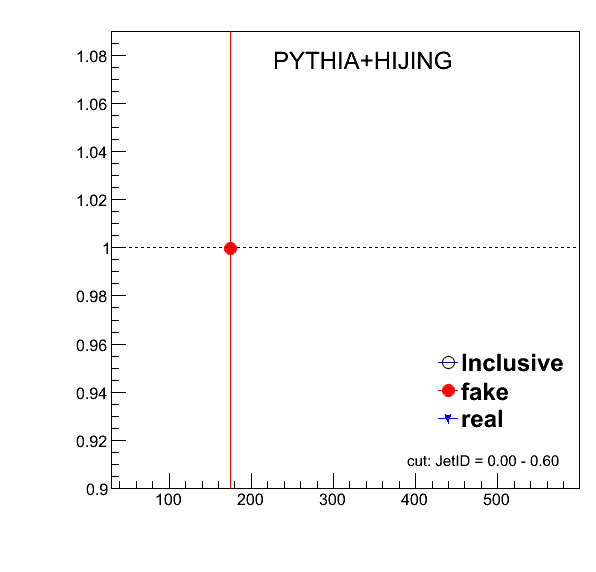 PYTHIA+HIJING
1.08
1.06
1.04
1.02
1
0.98
0.96
0.94
0.92
0.9
Inclusive
fake
real
cut: JetID = 0.00 - 0.60
100 200 300 400 500